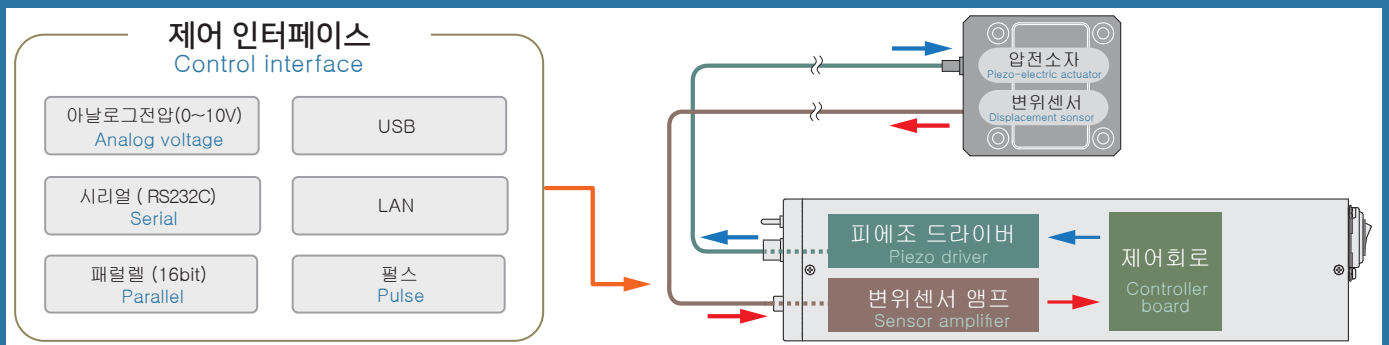 제어 인터페이스
Control interface
아날로그전압(0~10V)
Analog voltage
USB
시리얼 ( RS232C)
Serial
LAN
패럴렐 (16bit)
Parallel
펄스
Pulse
압전소자
Piezo-electric actuator
변위센서
Displacement sensor
피에조 드라이버
Piezo driver
변위센서 앰프
Sensor amplifier
제어회로
Controller
board